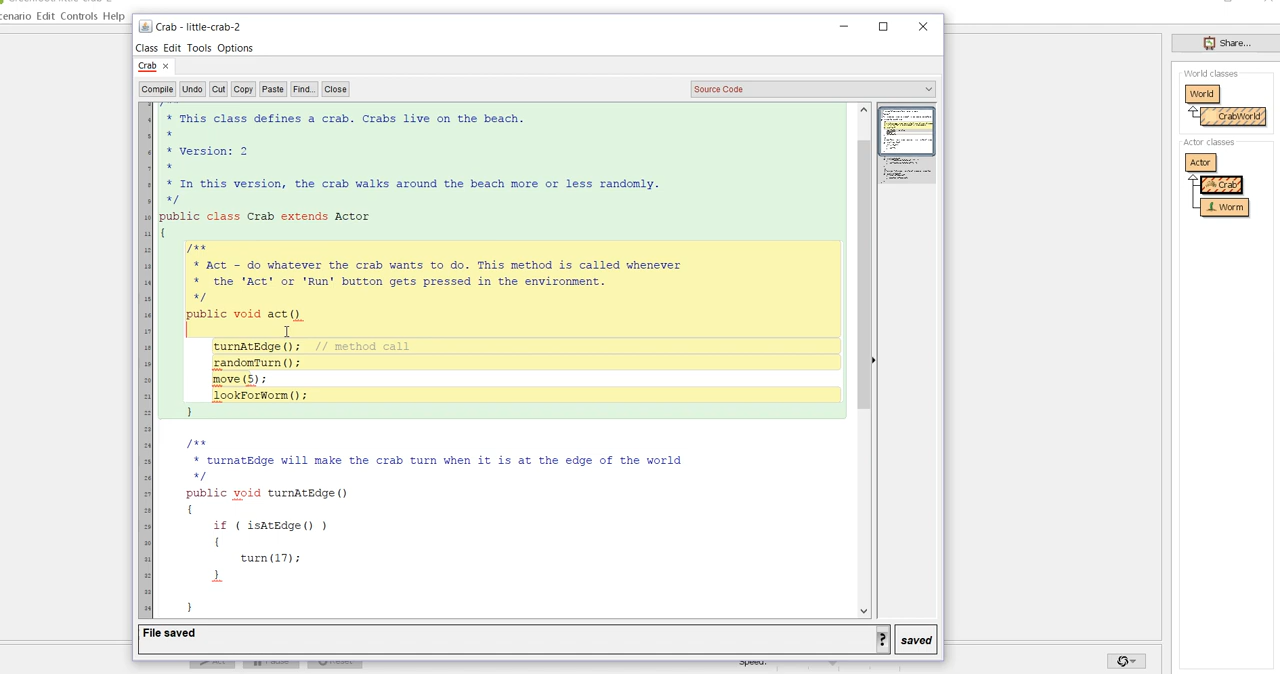 cenario Edit Controls Help
Crab - little-crab-2
Class Edit Tools Options
Crab ×
Compile Undo Cut Copy Paste Find... Close
Source Code
/**
* This class defines a crab. Crabs live on the beach.
*
* Version: 2
*
* In this version, the crab walks around the beach more or less randomly.
*/
public class Crab extends Actor
{
/**
* Act - do whatever the crab wants to do. This method is called whenever
* the 'Act' or 'Run' button gets pressed in the environment.
*/
public void act()
turnAtEdge(); // method call
randomTurn();
move(5);
lookForWorm();
}
/**
* turnatEdge will make the crab turn when it is at the edge of the world
*/
public void turnAtEdge()
{
if ( isAtEdge() )
{
turn(17);
}
}
File saved
?
saved
Share...
World classes
World
CrabWorld
Actor classes
Actor
Crab
Worm
Act Pause Reset
Speed: